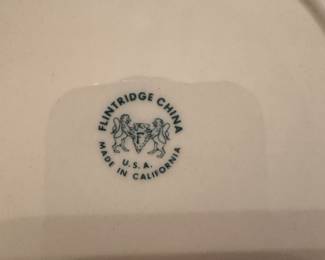 FLINTRIDGE CHINA
F
U.S.A.
MADE IN CALIFORNIA